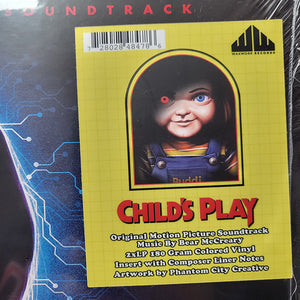 SOUNDTRACK
7 28028 48478 6
WAXWORK RECORDS
Buddi
CHILD'S PLAY
Original Motion Picture Soundtrack
Music By Bear McCreary
2xLP 180 Gram Colored Vinyl
Insert with Composer Liner Notes
Artwork by Phantom City Creative